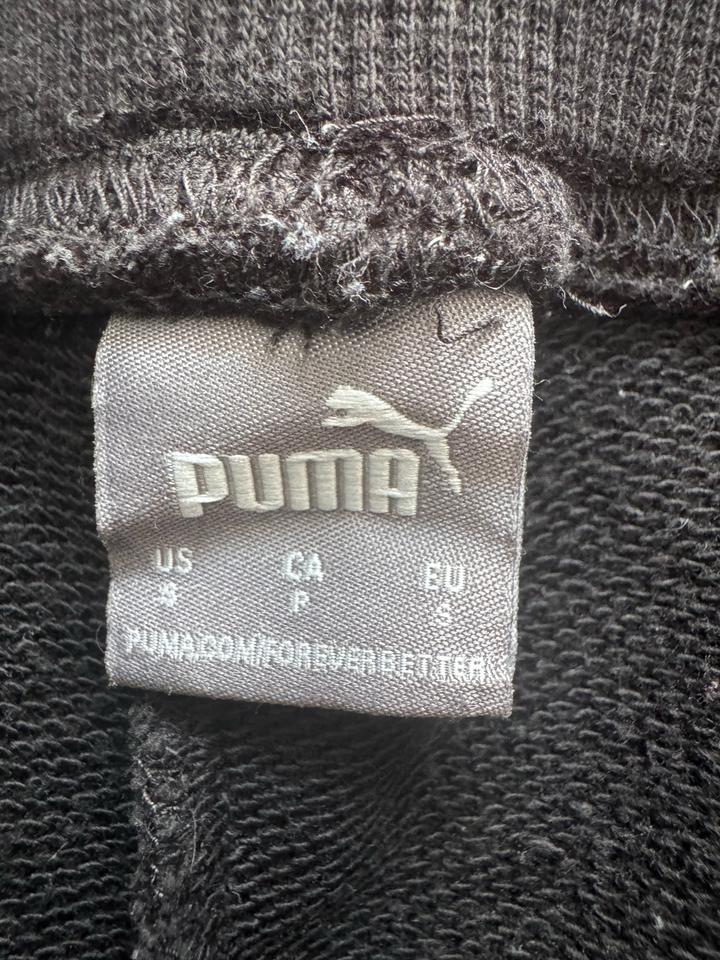 PUMA
US CA EU
S P S
PUMA.COM/FOREVERBETTER